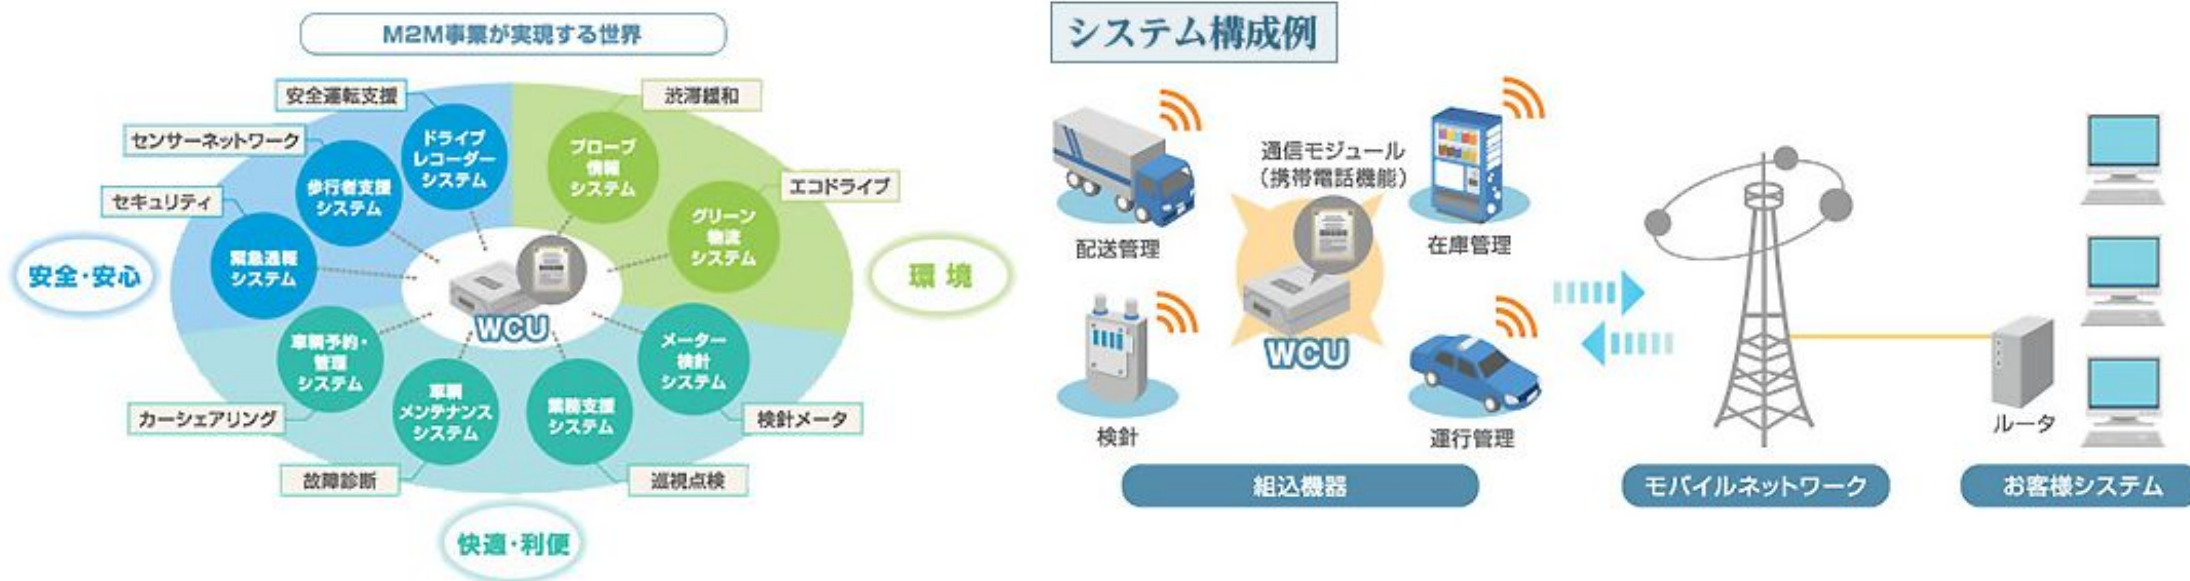 M2M事業が実現する世界
安全運転支援
渋滞緩和
センサーネットワーク
セキュリティ
エコドライブ
ドライブ
レコーダー
システム
歩行者支援
システム
緊急通報
システム
プローブ
情報
システム
グリーン
物流
システム
安全・安心
環境
WCU
車輌予約・
管理
システム
車輌
メンテナンス
システム
業務支援
システム
メーター
検針
システム
カーシェアリング
検針メータ
故障診断
巡視点検
快適・利便
システム構成例
通信モジュール
(携帯電話機能)
配送管理
在庫管理
WCU
検針
運行管理
ルータ
組込機器
モバイルネットワーク
お客様システム